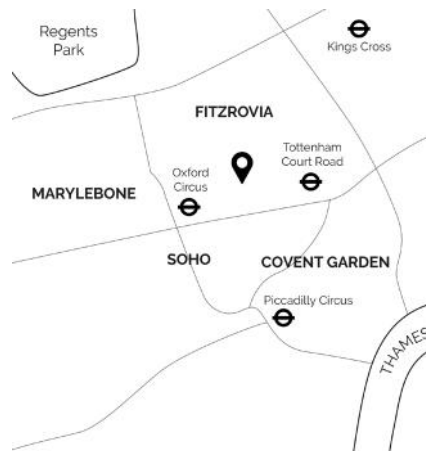 Regents
Park
Kings Cross
FITZROVIA
Tottenham
Court Road
Oxford
Circus
MARYLEBONE
SOHO
COVENT GARDEN
Piccadilly Circus
THAMES